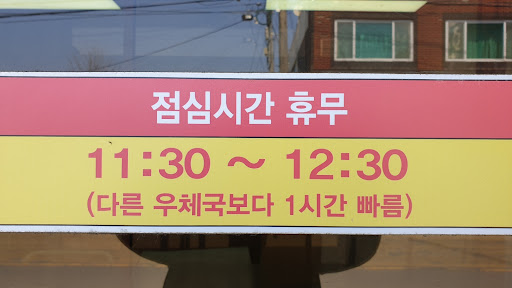 점심시간 휴무
11:30 ~ 12:30
(다른 우체국보다 1시간 빠름)